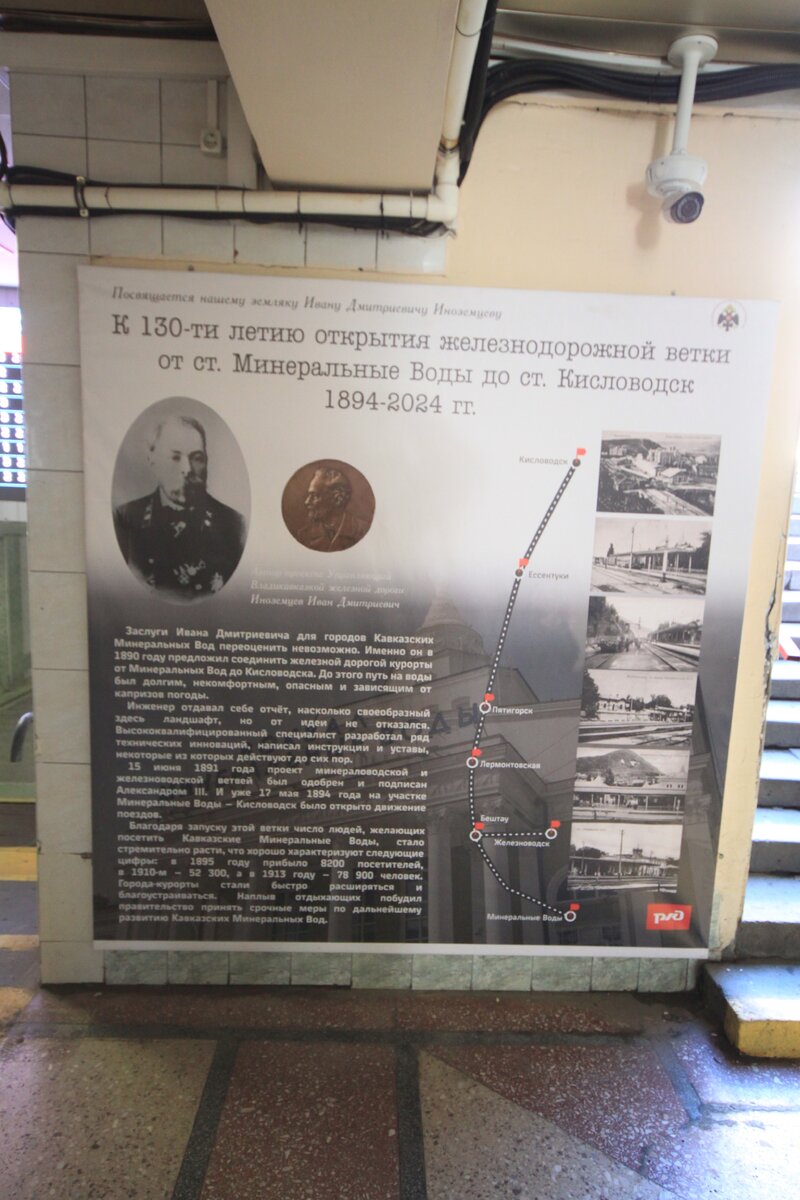 Посвящается нашему земляку Ивану Дмитриевичу Иноземцеву
К 130-ти летию открытия железнодорожной ветки
от ст. Минеральные Воды до ст. Кисловодск
1894-2024 гг.
Управляющий
Владикавказкой железной дороги
Иноземцев Иван Дмитриевич
Заслуги Ивана Дмитриевича для городов Кавказских
Минеральных Вод переоценить невозможно. Именно он в
1890 году предложил соединить железной дорогой курорты
от Минеральных Вод до Кисловодска. До этого путь на воды
был долгим, некомфортным, опасным и зависящим от
капризов погоды.
Инженер отдавал себе отчёт, насколько своеобразный
здесь ландшафт, но от идеи не отказался.
Высококвалифицированный специалист разработал ряд
технических инноваций, написал инструкции и уставы,
некоторые из которых действуют до сих пор.
15 июня 1891 года проект минераловодской и
железноводской ветвей был одобрен и подписан
Александром III. И уже 17 мая 1894 года на участке
Минеральные Воды – Кисловодск было открыто движение
поездов.
Благодаря запуску этой ветки число людей, желающих
посетить Кавказские Минеральные Воды, стало
стремительно расти, что хорошо характеризуют следующие
цифры: в 1895 году прибыло 8200 посетителей,
в 1910-м – 52 300, а в 1913 году – 78 900 человек.
Города-курорты стали быстро расширяться и
благоустраиваться. Наплыв отдыхающих побудил
правительство принять срочные меры по дальнейшему
развитию Кавказских Минеральных Вод.
Кисловодск
Ессентуки
Пятигорск
Лермонтовская
Бештау
Железноводск
Минеральные Воды
РЖД